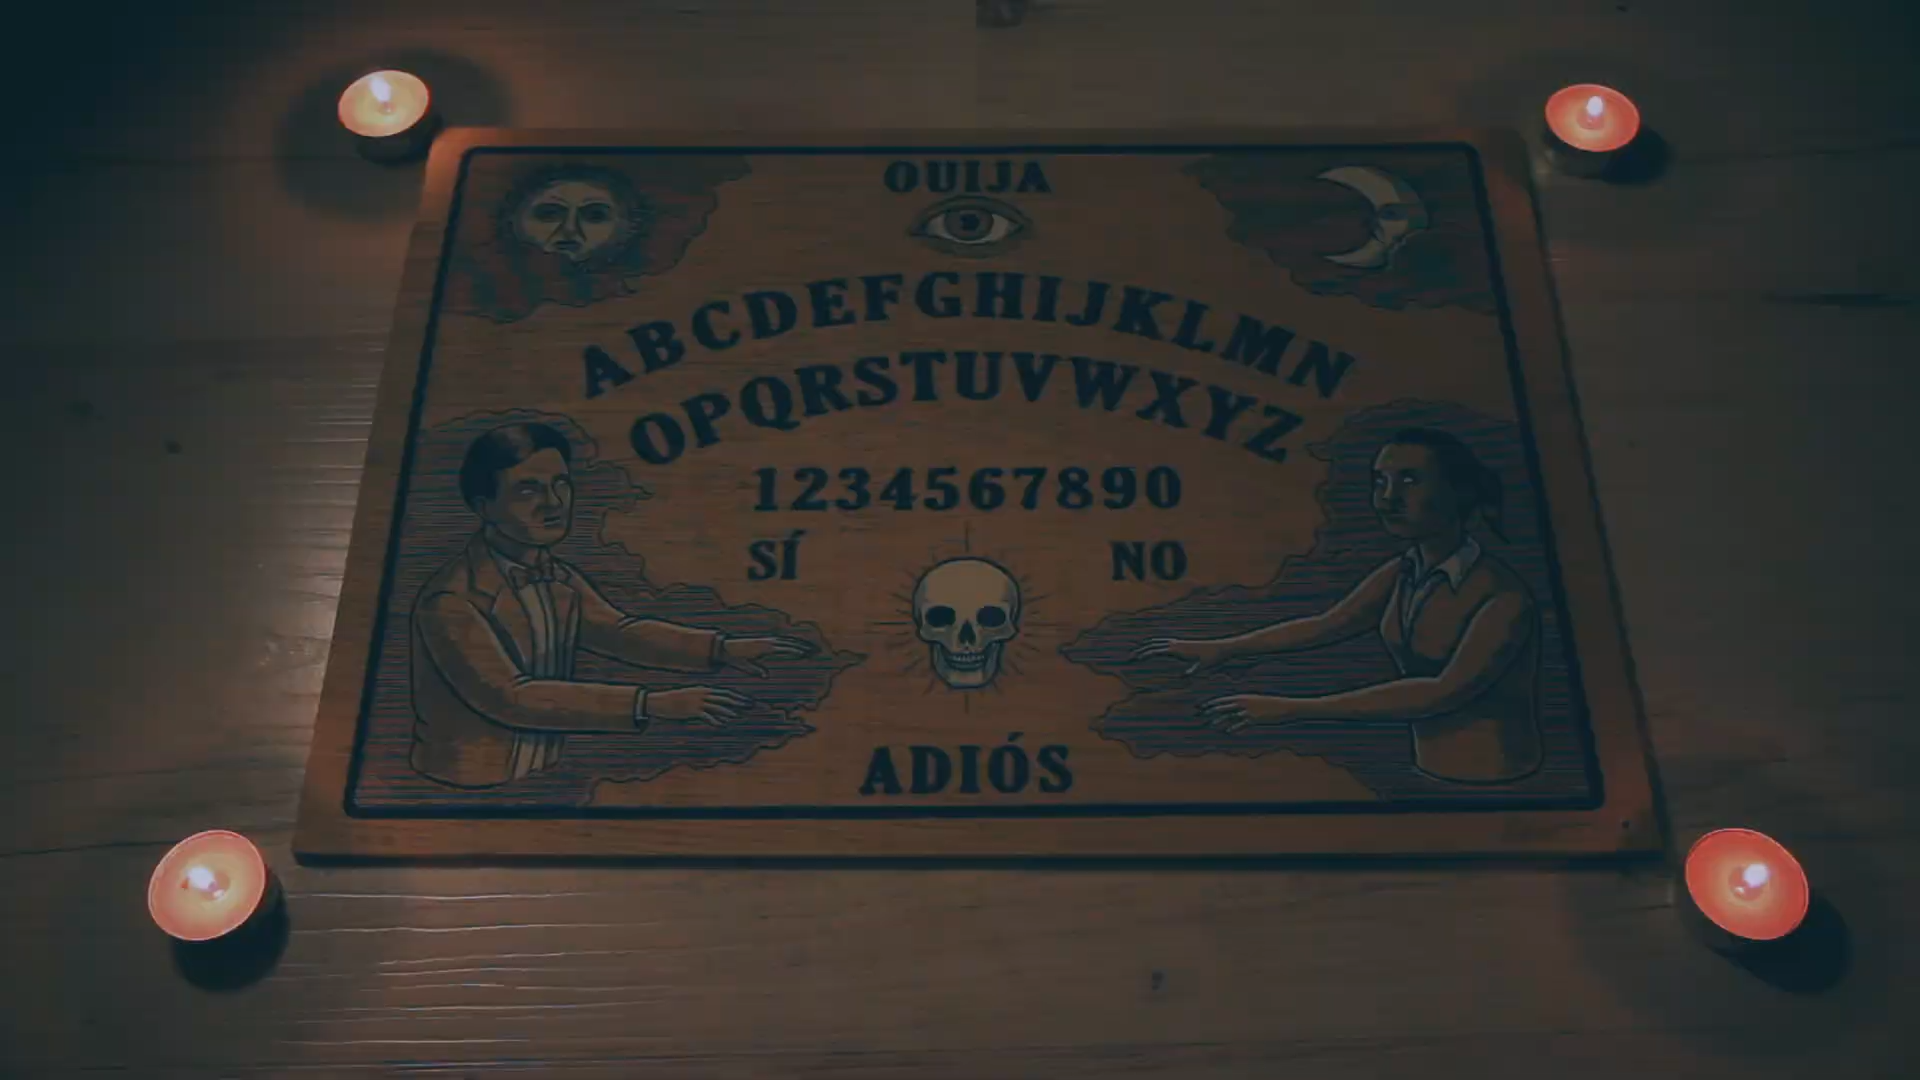 OUIJA
ABCDEFGHIJKLMN
OPQRSTUVWXYZ
1234567890
SÍ NO
ADIÓS